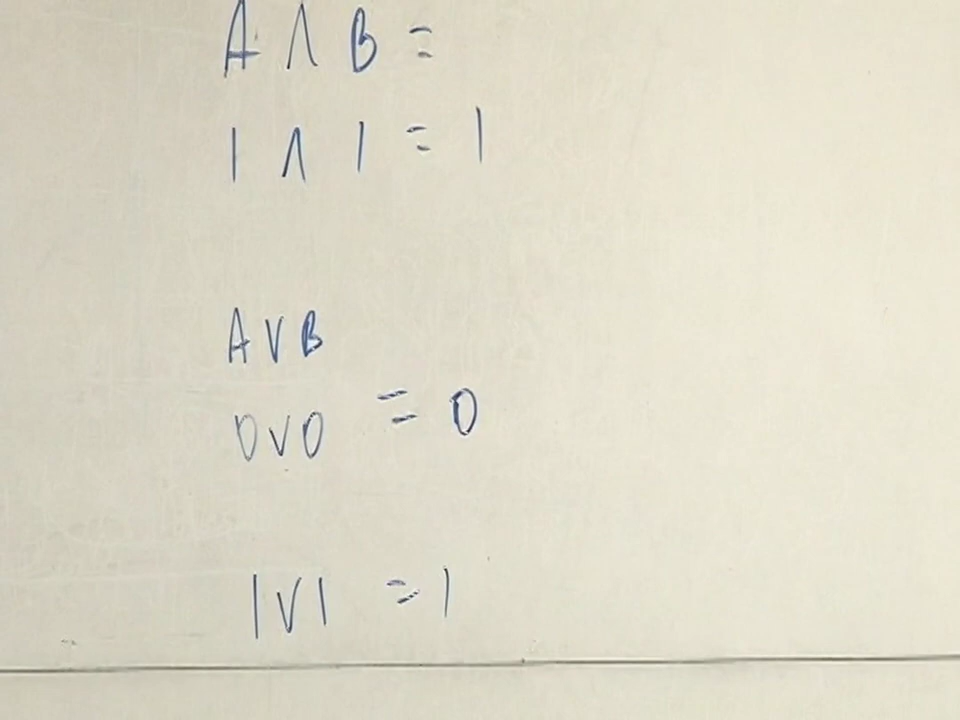 A ∧ B =
1 ∧ 1 = 1
A ∨ B
0 ∨ 0 = 0
1 ∨ 1 = 1